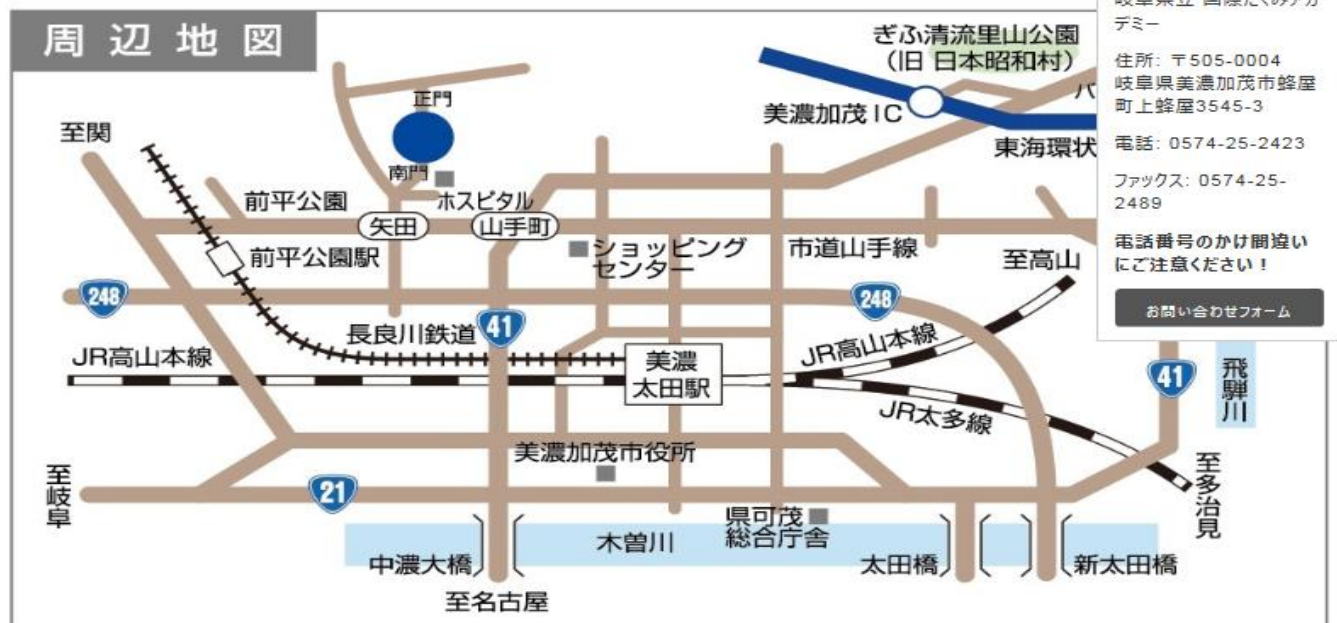 周辺地図
ぎふ清流里山公園
（旧 日本昭和村）
美濃加茂IC
東海環状
正門
南門
ホスピタル
至関
前平公園
矢田
山手町
前平公園駅
ショッピング
センター
市道山手線
至高山
248
248
41
長良川鉄道
JR高山本線
美濃
太田駅
JR高山本線
JR太多線
41
飛騨川
美濃加茂市役所
至岐阜
21
至多治見
県可茂
総合庁舎
木曽川
中濃大橋
太田橋
新太田橋
至名古屋
デミー
住所: 〒505-0004
岐阜県美濃加茂市蜂屋
町上蜂屋3545-3
電話: 0574-25-2423
ファックス: 0574-25-
2489
電話番号のかけ間違い
にご注意ください！
お問い合わせフォーム